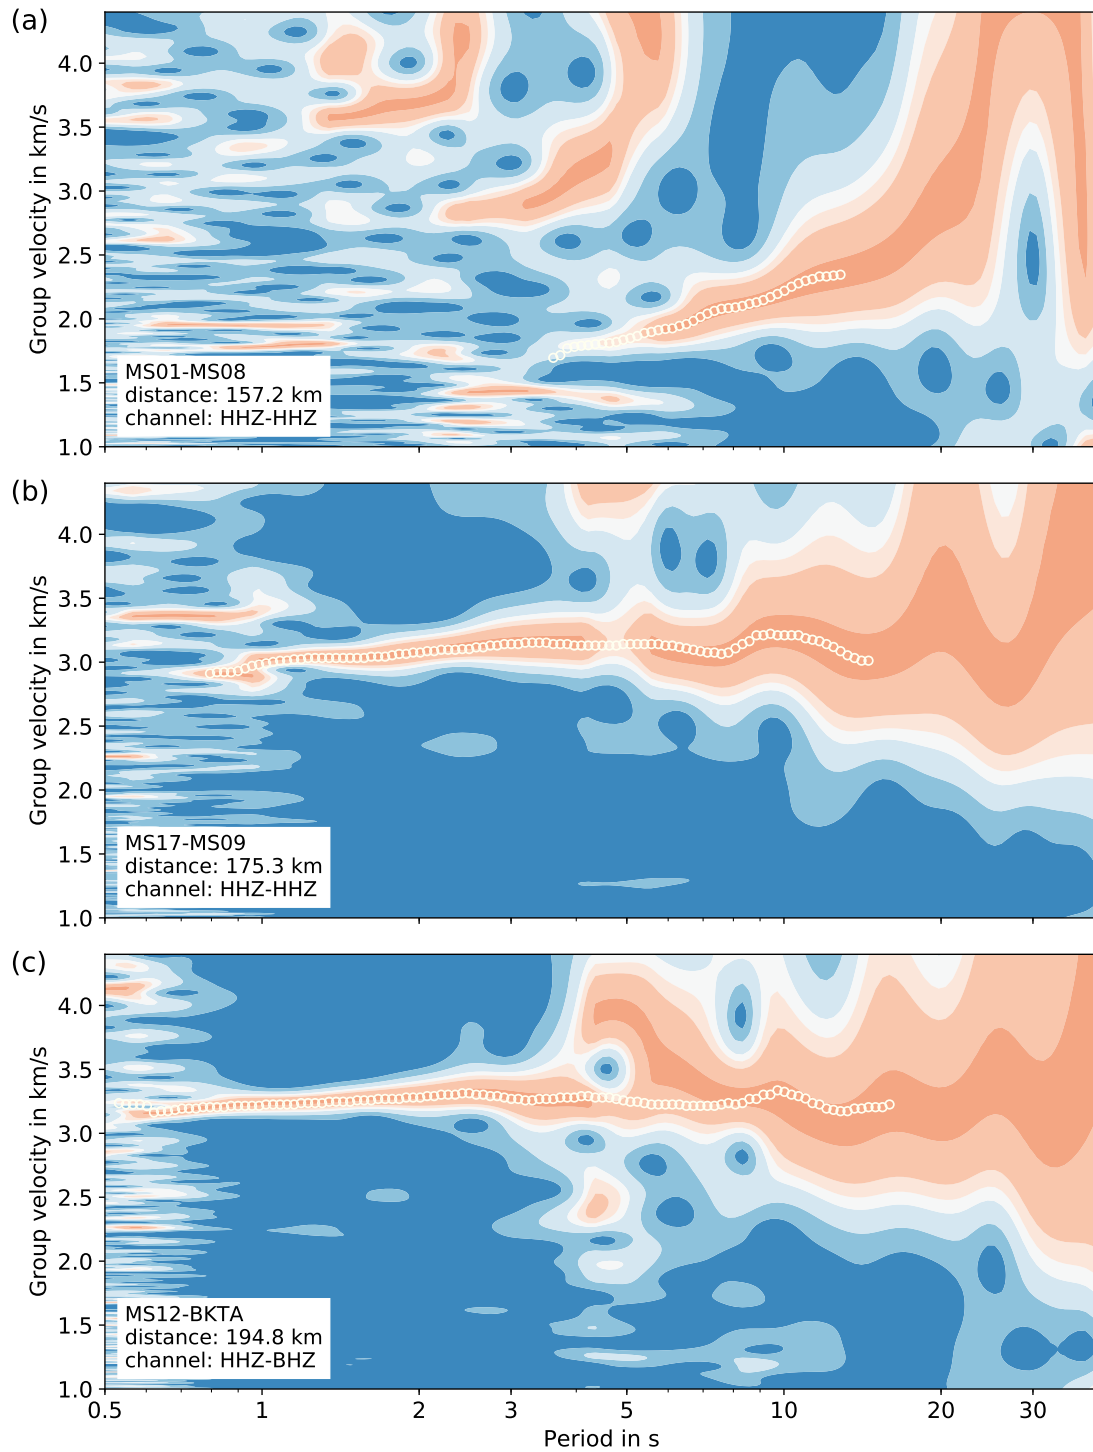 (a)
4.0
3.5
3.0
2.5
2.0
1.5
1.0
Group velocity in km/s
MS01-MS08
distance: 157.2 km
channel: HHZ-HHZ
(b)
4.0
3.5
3.0
2.5
2.0
1.5
1.0
Group velocity in km/s
MS17-MS09
distance: 175.3 km
channel: HHZ-HHZ
(c)
4.0
3.5
3.0
2.5
2.0
1.5
1.0
Group velocity in km/s
MS12-BKTA
distance: 194.8 km
channel: HHZ-BHZ
0.5 1 2 3 5 10 20 30
Period in s